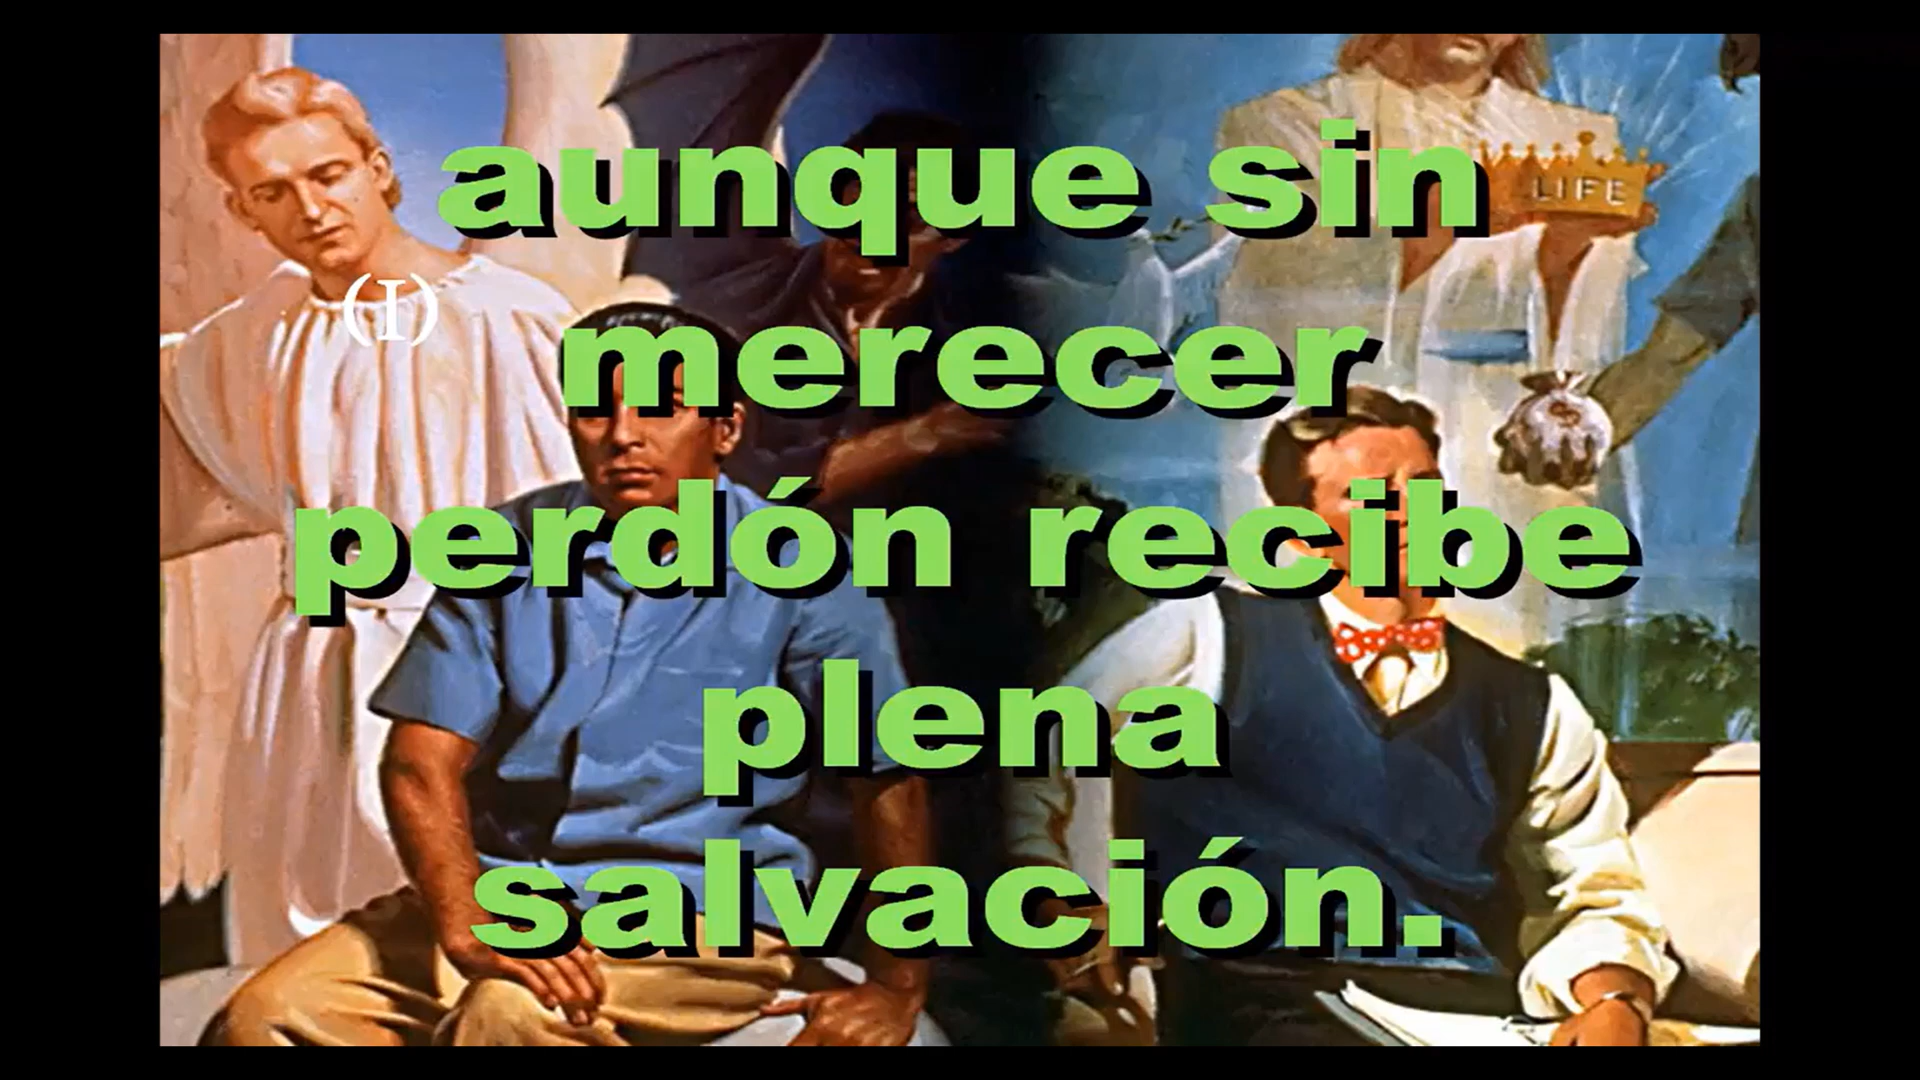 aunque sin
LIFE
(I)
merecer
perdón recibe
plena
salvación.